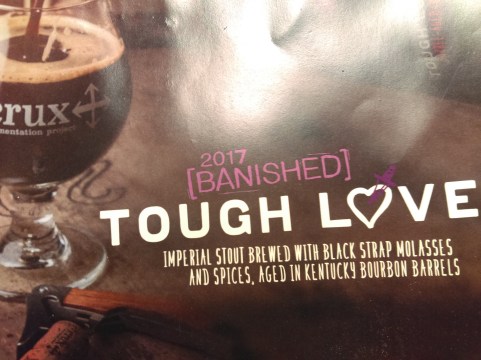 crux
mentation project
2017
[BANISHED]
TOUGH LOVE
IMPERIAL STOUT BREWED WITH BLACK STRAP MOLASSES
AND SPICES, AGED IN KENTUCKY BOURBON BARRELS